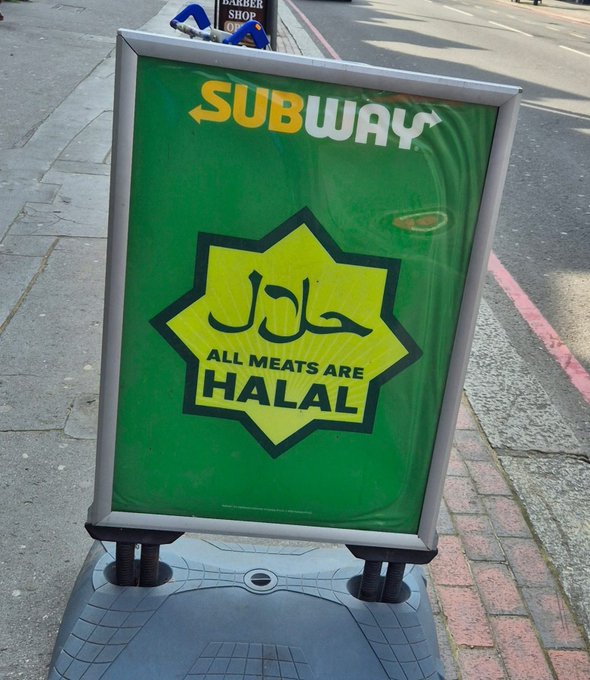 BARBER
SHOP
SUBWAY
حلال
ALL MEATS ARE
HALAL